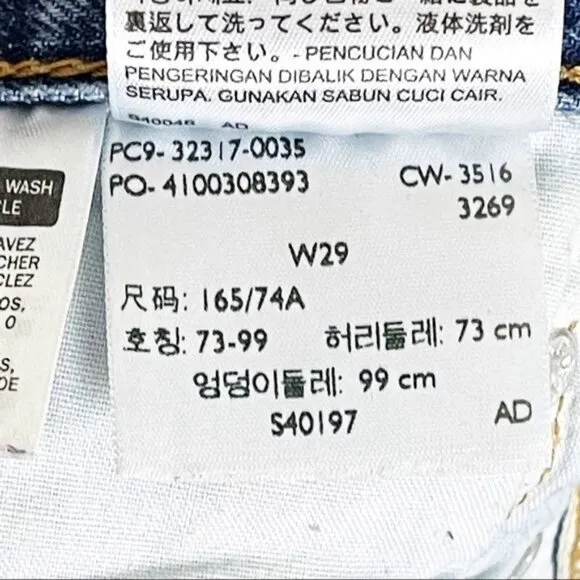 裏返して洗ってください。液体洗剤を
ご使用下さい。- PENCUCIAN DAN
PENGERINGAN DIBALIK DENGAN WARNA
SERUPA. GUNAKAN SABUN CUCI CAIR.
AD
PC9-32317-0035
PO-4100308393
CW-3516
3269
W29
尺码: 165/74A
호칭: 73-99 허리둘레: 73 cm
엉덩이둘레: 99 cm
S40197
AD
WASH
AVEZ
OS,
O
S,